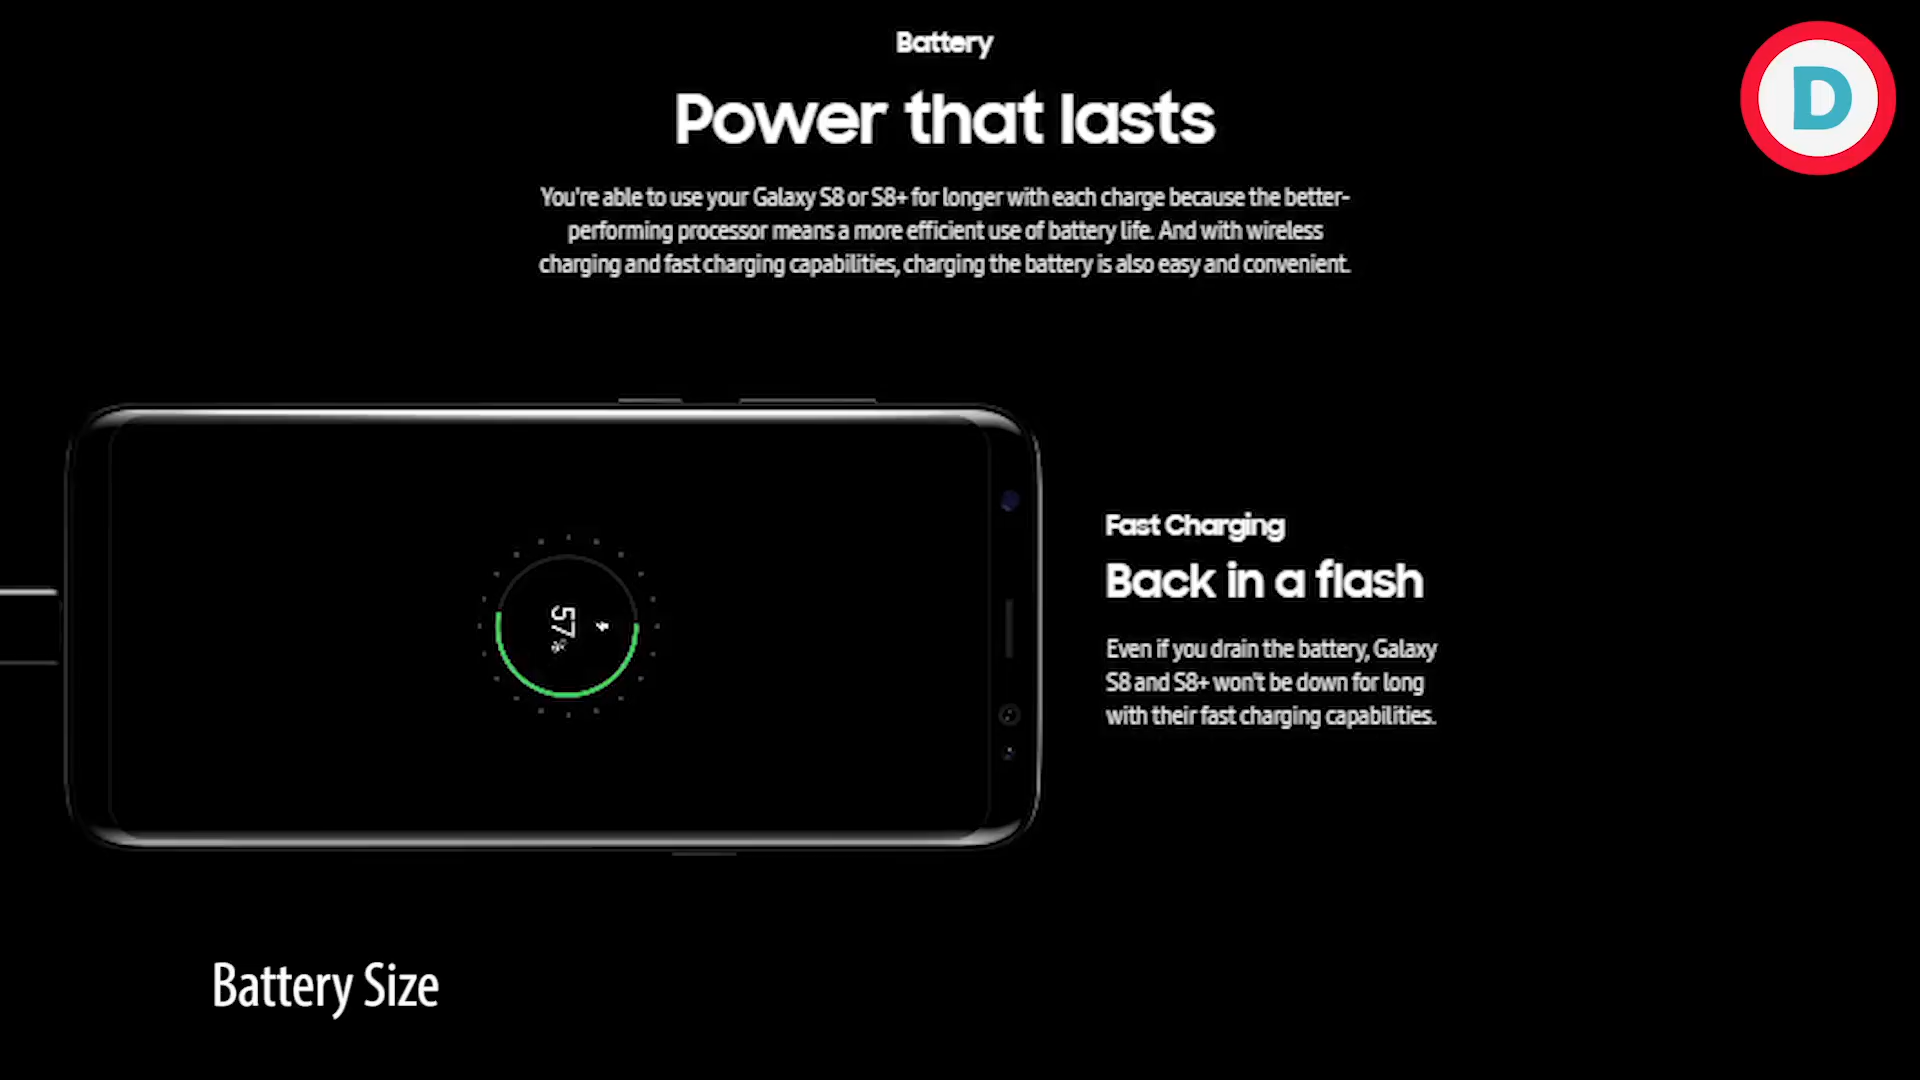 Battery
Power that lasts
You're able to use your Galaxy S8 or S8+ for longer with each charge because the better-
performing processor means a more efficient use of battery life. And with wireless
charging and fast charging capabilities, charging the battery is also easy and convenient.
D
57%
Fast Charging
Back in a flash
Even if you drain the battery, Galaxy
S8 and S8+ won't be down for long
with their fast charging capabilities.
Battery Size